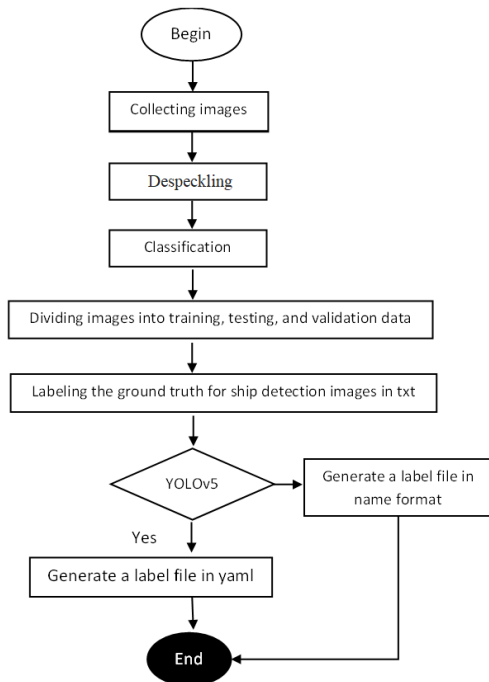 Begin
Collecting images
Despeckling
Classification
Dividing images into training, testing, and validation data
Labeling the ground truth for ship detection images in txt
YOLOv5
Generate a label file in
name format
Yes
Generate a label file in yaml
End